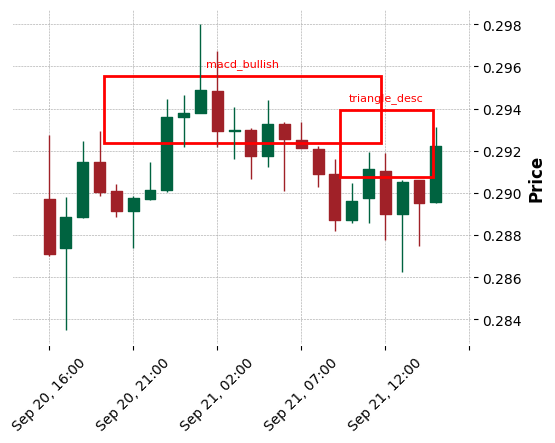 macd_bullish
triangle_desc
0.298
0.296
0.294
0.292
0.290
0.288
0.286
0.284
Price
Sep 20, 16:00
Sep 20, 21:00
Sep 21, 02:00
Sep 21, 07:00
Sep 21, 12:00